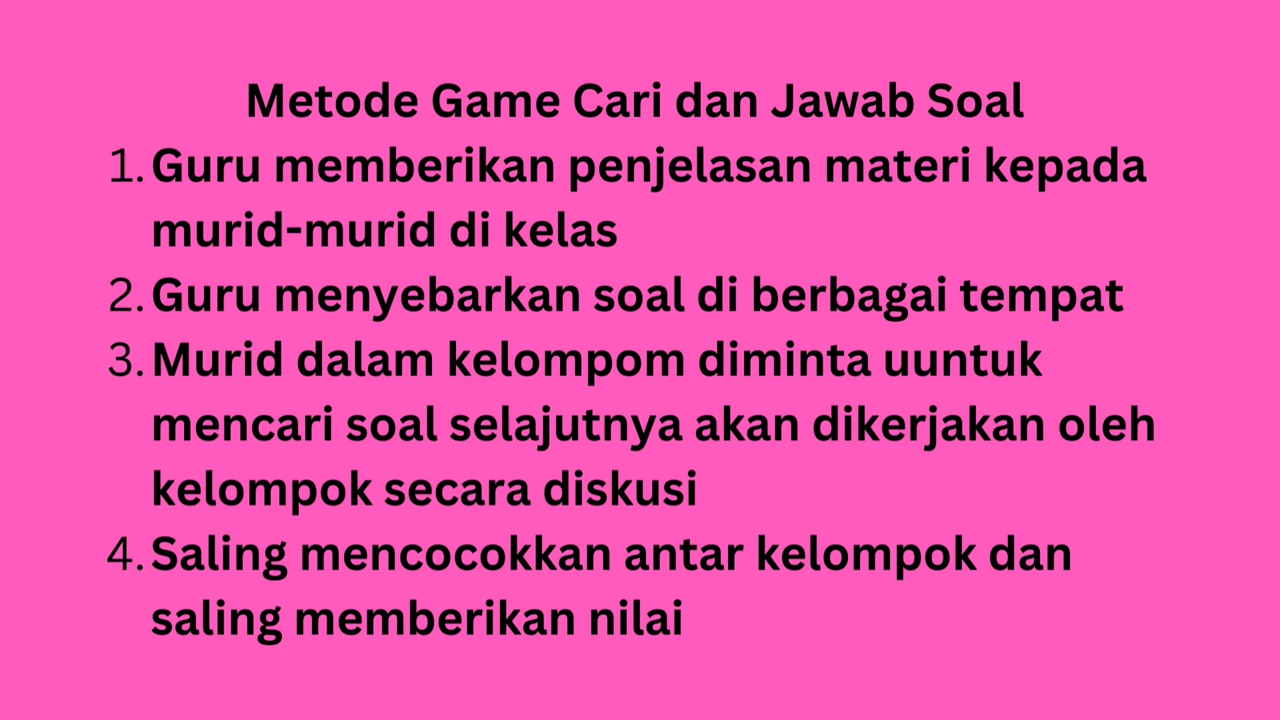 Metode Game Cari dan Jawab Soal
1. Guru memberikan penjelasan materi kepada
murid-murid di kelas
2. Guru menyebarkan soal di berbagai tempat
3. Murid dalam kelompom diminta uuntuk
mencari soal selajutnya akan dikerjakan oleh
kelompok secara diskusi
4. Saling mencocokkan antar kelompok dan
saling memberikan nilai